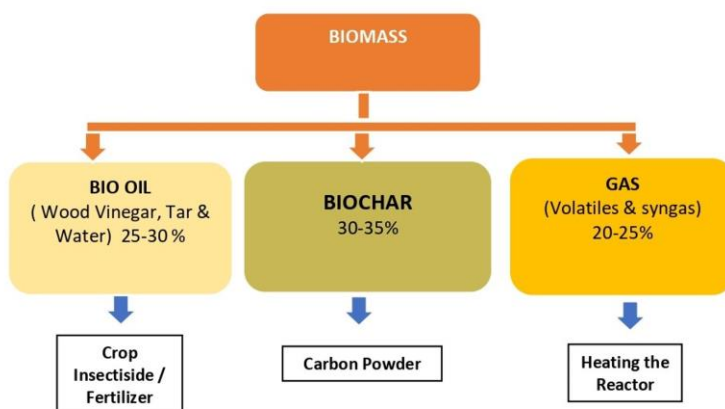 BIOMASS
BIO OIL
( Wood Vinegar, Tar &
Water) 25-30 %
BIOCHAR
30-35%
GAS
(Volatiles & syngas)
20-25%
Crop
Insectiside /
Fertilizer
Carbon Powder
Heating the
Reactor